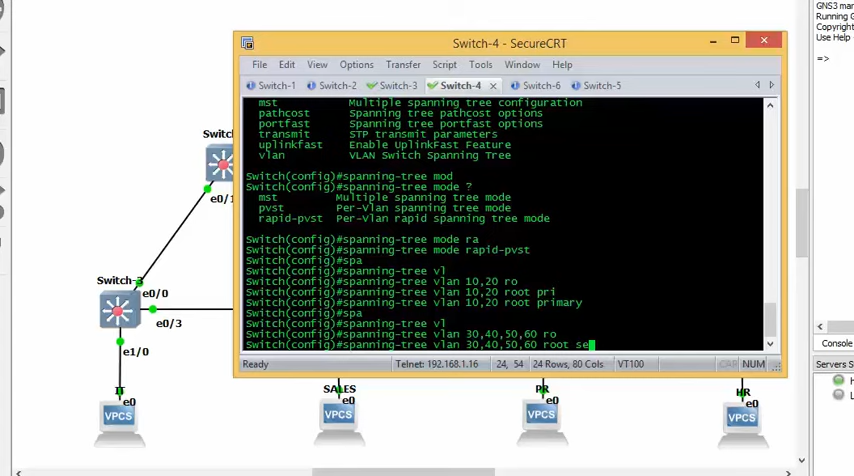 GNS3 mar
Running G
Copyright
Use Help
=>
Switch-4 - SecureCRT
File Edit View Options Transfer Script Tools Window Help
Switch-1 Switch-2 Switch-3 Switch-4 Switch-6 Switch-5
mst Multiple spanning tree configuration
pathcost Spanning tree pathcost options
portfast Spanning tree portfast options
transmit STP transmit parameters
uplinkfast Enable UplinkFast Feature
vlan VLAN Switch Spanning Tree
Switch(config)#spanning-tree mod
Switch(config)#spanning-tree mode ?
mst Multiple spanning tree mode
pvst Per-Vlan spanning tree mode
rapid-pvst Per-Vlan rapid spanning tree mode
Switch(config)#spanning-tree mode ra
Switch(config)#spanning-tree mode rapid-pvst
Switch(config)#spa
Switch(config)#spanning-tree vl
Switch(config)#spanning-tree vlan 10,20 ro
Switch(config)#spanning-tree vlan 10,20 root pri
Switch(config)#spanning-tree vlan 10,20 root primary
Switch(config)#spa
Switch(config)#spanning-tree vl
Switch(config)#spanning-tree vlan 30,40,50,60 ro
Switch(config)#spanning-tree vlan 30,40,50,60 root se
Ready Telnet: 192.168.1.16 24, 54 24 Rows, 80 Cols VT100 CAP NUM
Switc
e0/1
Switch-3
e0/0
e0/3
e1/0
IT
e0
VPCS
SALES
e0
VPCS
PR
e0
VPCS
HR
e0
VPCS
Console
Servers S